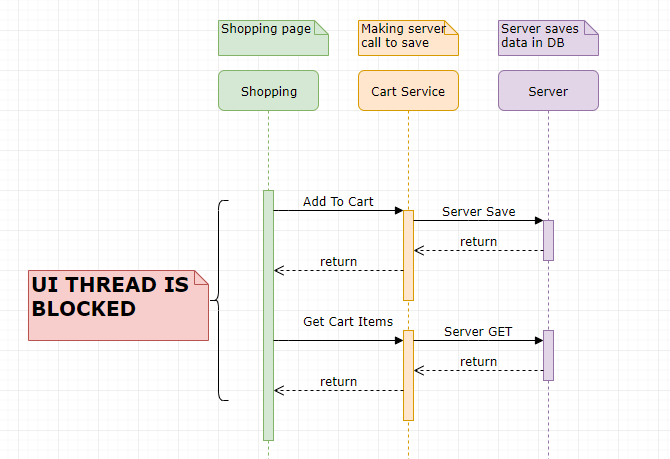 Shopping page
Making server
call to save
Server saves
data in DB
Shopping
Cart Service
Server
Add To Cart
Server Save
return
return
UI THREAD IS
BLOCKED
Get Cart Items
Server GET
return
return